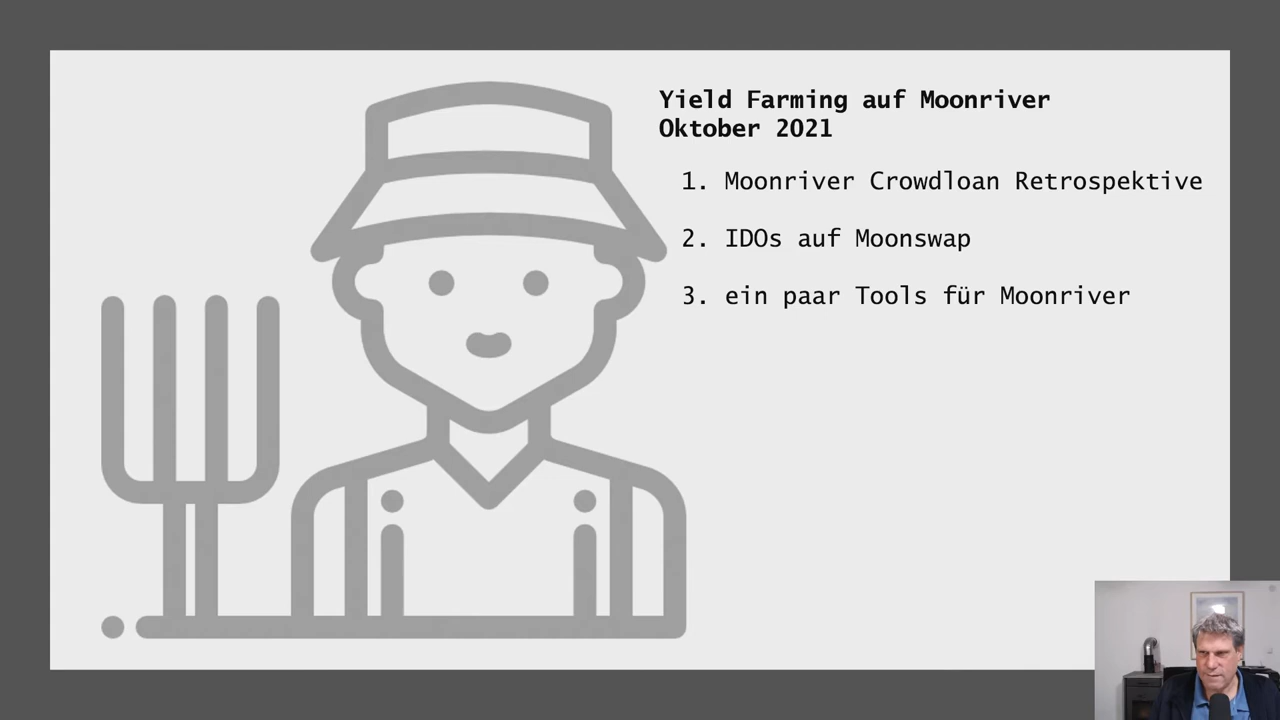 Yield Farming auf Moonriver
Oktober 2021
1. Moonriver Crowdloan Retrospektive
2. IDOs auf Moonswap
3. ein paar Tools für Moonriver